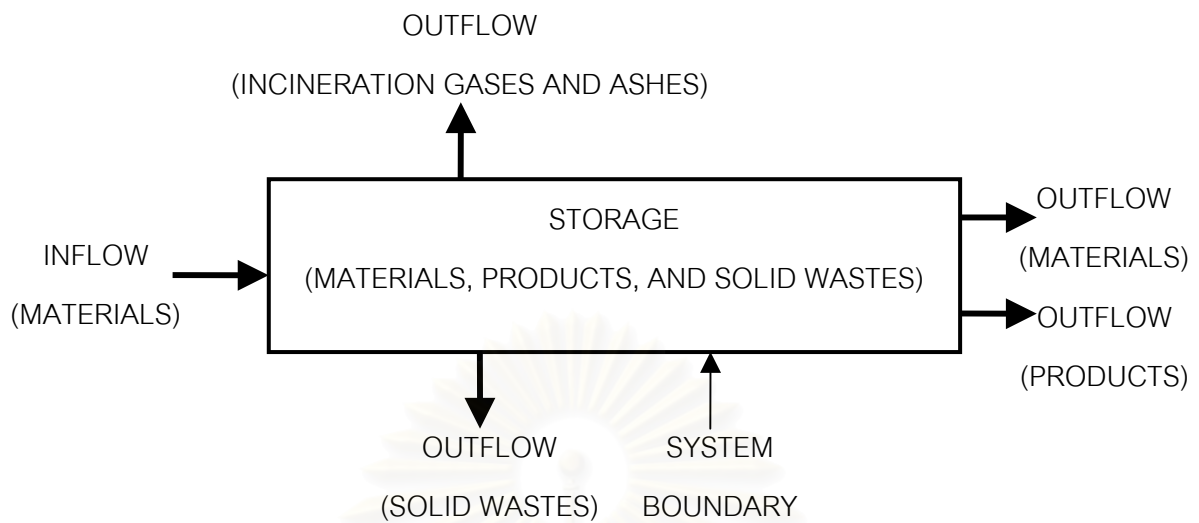 OUTFLOW
(INCINERATION GASES AND ASHES)
INFLOW
(MATERIALS)
STORAGE
(MATERIALS, PRODUCTS, AND SOLID WASTES)
OUTFLOW
(MATERIALS)
OUTFLOW
(PRODUCTS)
OUTFLOW
(SOLID WASTES)
SYSTEM
BOUNDARY